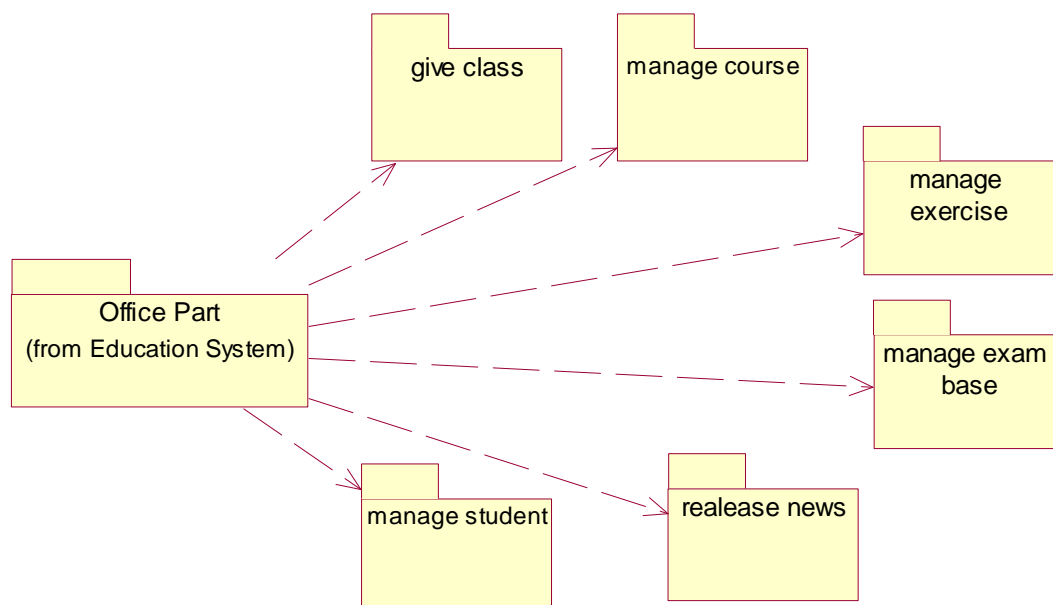 give class
manage course
manage
exercise
Office Part
(from Education System)
manage exam
base
manage student
realease news